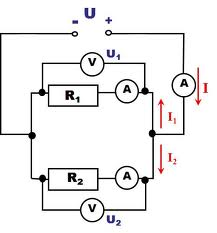 - U +
V U₁
A I
R₁ A
I₁
I₂
R₂ A
V U₂